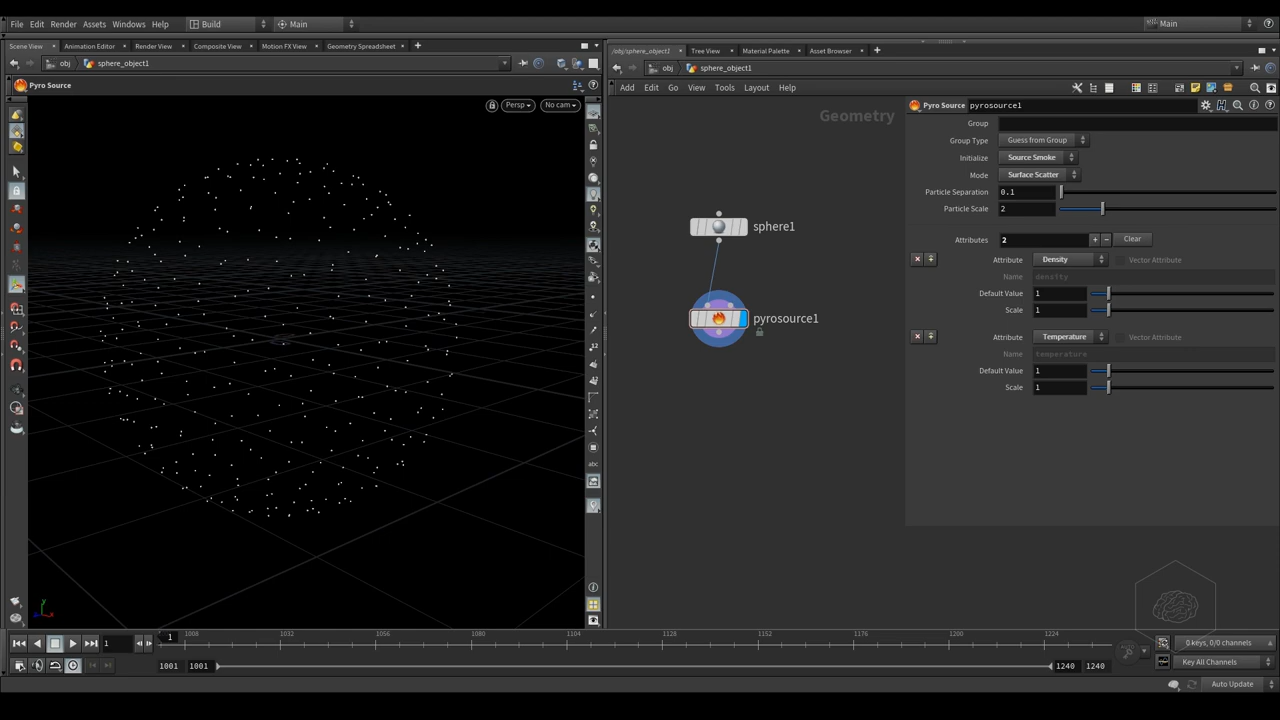 File Edit Render Assets Windows Help Build Main Main
Scene View Animation Editor Render View Composite View Motion FX View Geometry Spreadsheet
obj sphere_object1
Pyro Source
Persp No cam
abc
/obj/sphere_object1 Tree View Material Palette Asset Browser
obj sphere_object1
Add Edit Go View Tools Layout Help
Geometry
sphere1
pyrosource1
Pyro Source pyrosource1
Group
Group Type Guess from Group
Initialize Source Smoke
Mode Surface Scatter
Particle Separation 0.1
Particle Scale 2
Attributes 2 + − Clear
Attribute Density Vector Attribute
Name density
Default Value 1
Scale 1
Attribute Temperature Vector Attribute
Name temperature
Default Value 1
Scale 1
y
x
1 1 1008 1032 1056 1080 1104 1128 1152 1176 1200 1224
0 keys, 0/0 channels
1001 1001 1240 1240
Key All Channels
Auto Update